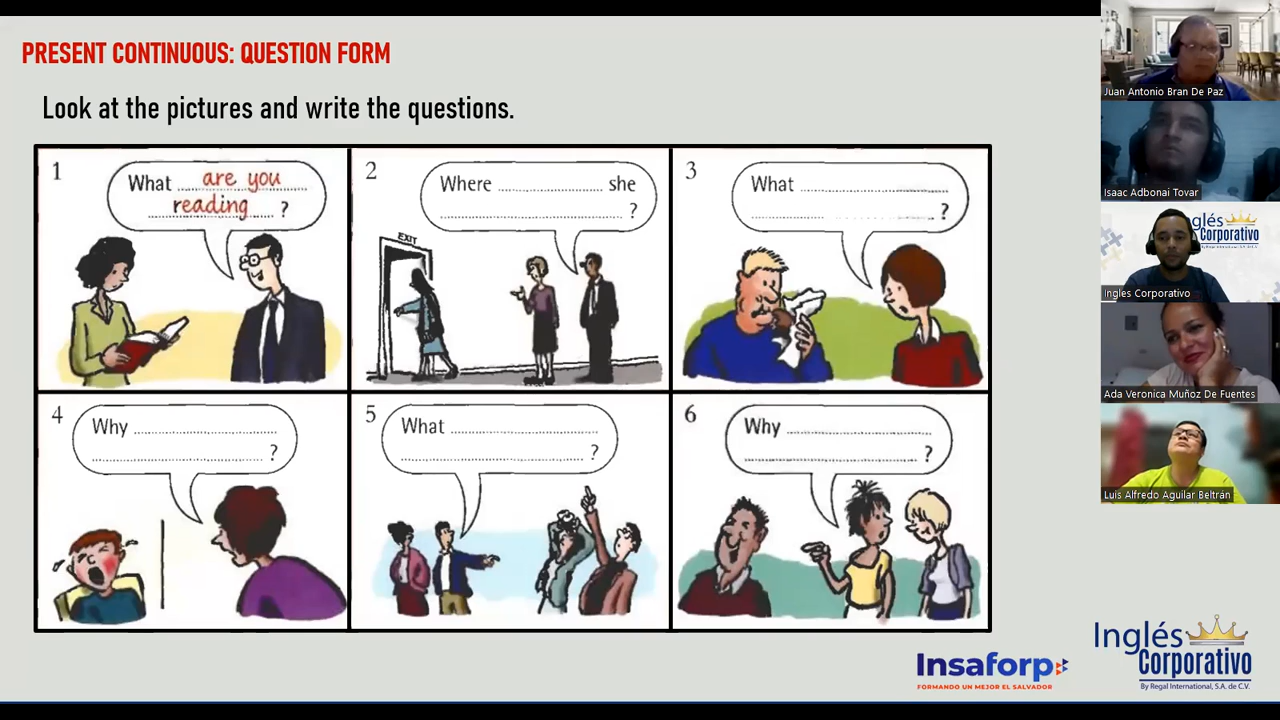 PRESENT CONTINUOUS: QUESTION FORM
Look at the pictures and write the questions.
1
What are you
reading ?
2
Where she
?
EXIT
3
What
?
4
Why
?
5
What
?
6
Why
?
Insaforp
FORMANDO UN MEJOR EL SALVADOR
Inglés
Corporativo
By Regal International, S.A. de C.V.
Juan Antonio Bran De Paz
Isaac Adbonai Tovar
glés
Corporativo
Ingles Corporativo
Ada Veronica Muñoz De Fuentes
Luis Alfredo Aguilar Beltrán